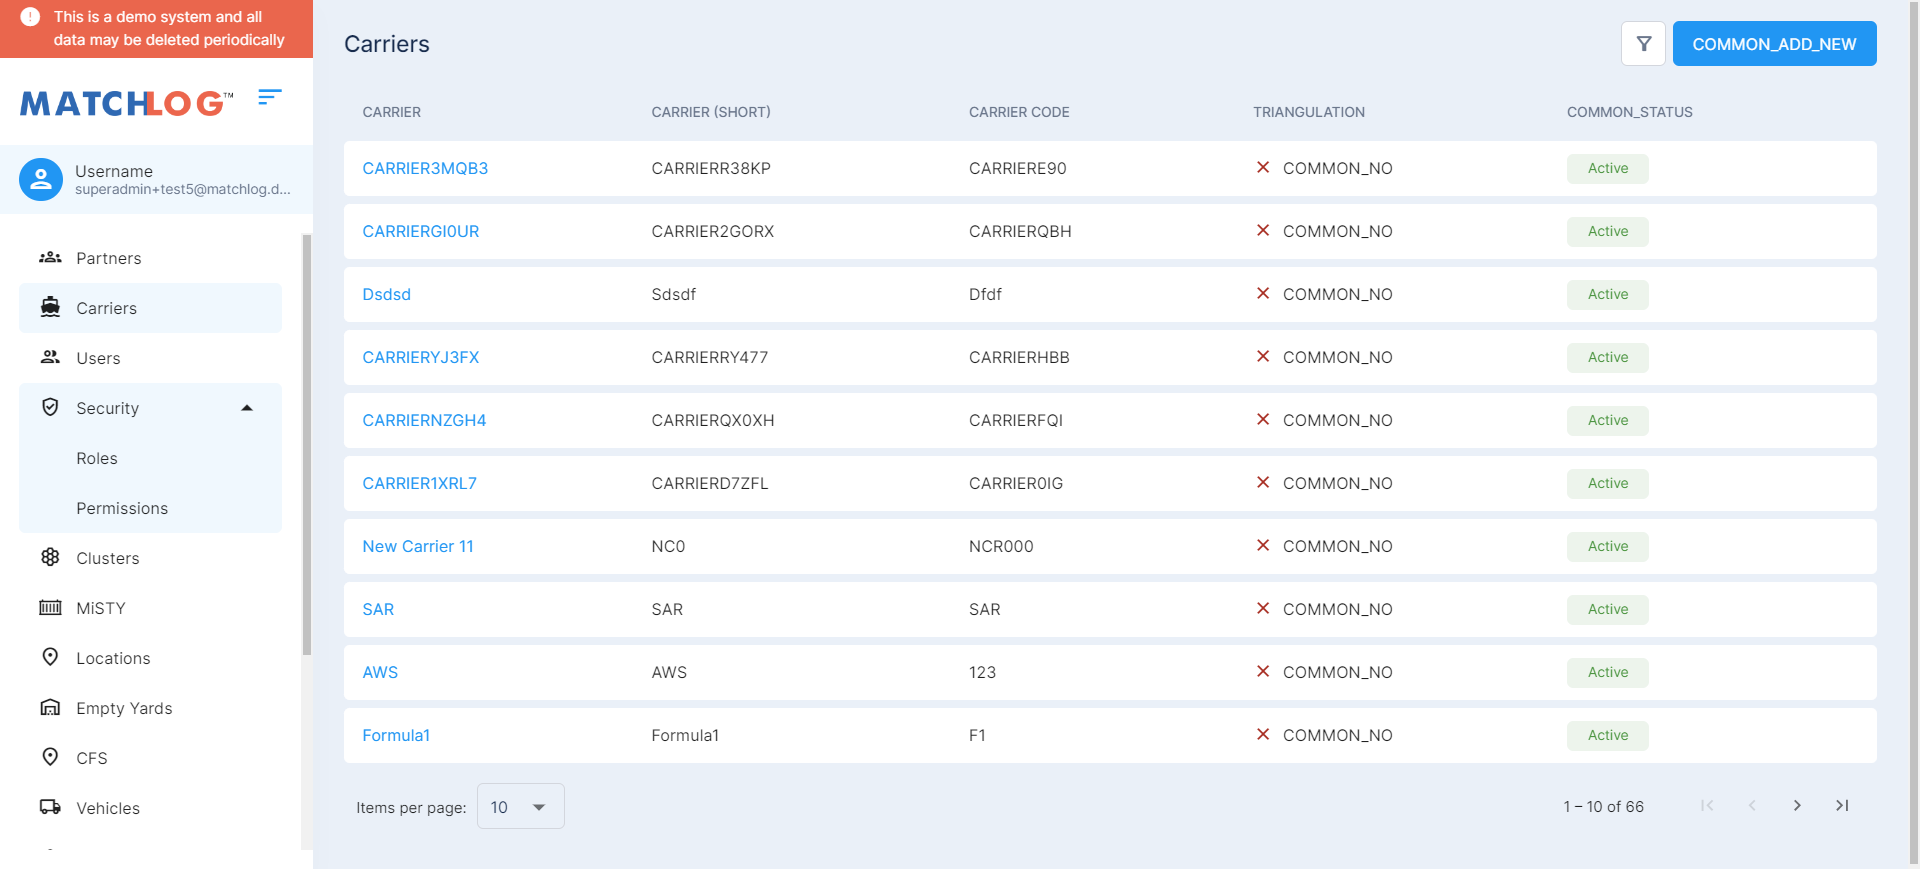 This is a demo system and all
data may be deleted periodically
MATCHLOG™
Username
superadmin+test5@matchlog.d...
Partners
Carriers
Users
Security
Roles
Permissions
Clusters
MiSTY
Locations
Empty Yards
CFS
Vehicles
Carriers
COMMON_ADD_NEW
CARRIER CARRIER (SHORT) CARRIER CODE TRIANGULATION COMMON_STATUS
CARRIER3MQB3 CARRIERR38KP CARRIERE90 COMMON_NO Active
CARRIERGI0UR CARRIER2GORX CARRIERQBH COMMON_NO Active
Dsdsd Sdsdf Dfdf COMMON_NO Active
CARRIERYJ3FX CARRIERRY477 CARRIERHBB COMMON_NO Active
CARRIERNZGH4 CARRIERQX0XH CARRIERFQI COMMON_NO Active
CARRIER1XRL7 CARRIERD7ZFL CARRIER0IG COMMON_NO Active
New Carrier 11 NC0 NCR000 COMMON_NO Active
SAR SAR SAR COMMON_NO Active
AWS AWS 123 COMMON_NO Active
Formula1 Formula1 F1 COMMON_NO Active
Items per page: 10 1 – 10 of 66